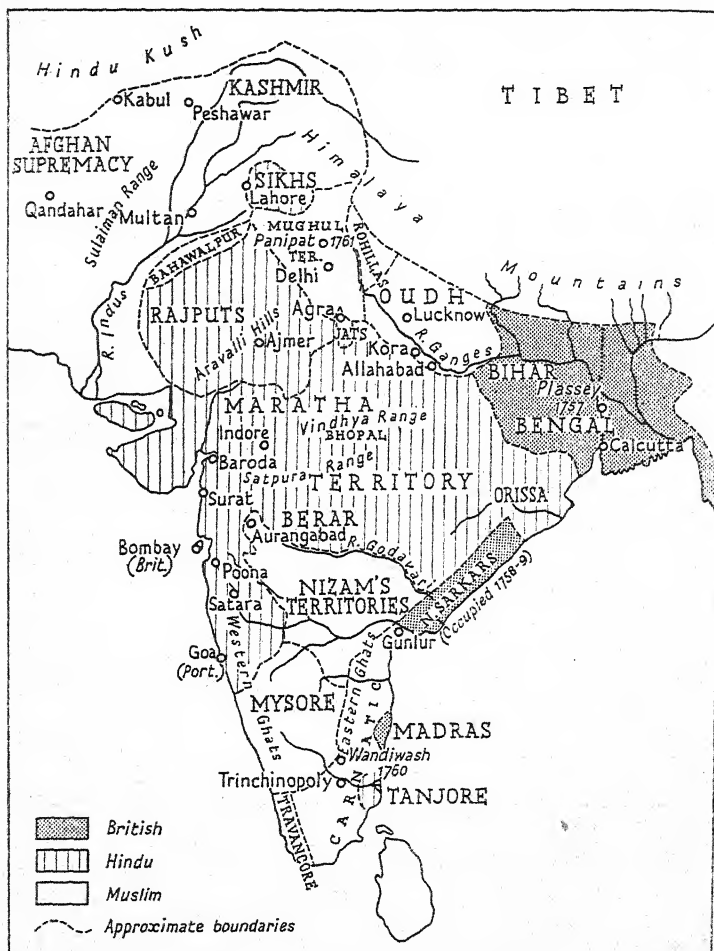 Hindu Kush
Kabul
Peshawar
KASHMIR
TIBET
AFGHAN
SUPREMACY
Qandahar
Sulaiman Range
Multan
Himalaya
Mountains
SIKHS
Lahore
MUGHUL
Panipat 1761
TER.
Delhi
ROHILLAS
BAHAWALPUR
R. Indus
RAJPUTS
Aravalli Hills
Ajmer
Agra
JATS
OUDH
Lucknow
R. Ganges
Kora
Allahabad
BIHAR
Plassey
1757
BENGAL
Calcutta
MARATHA
Vindhya Range
BHOPAL
Indore
Baroda
Satpura Range
TERRITORY
Surat
ORISSA
BERAR
Aurangabad
R. Godavari
Bombay
(Brit.)
Poona
Satara
NIZAM'S
TERRITORIES
N. SARKARS
(Occupied 1758-9)
Guntur
Goa
(Port.)
Western Ghats
Eastern Ghats
MYSORE
CARNATIC
MADRAS
Wandiwash
1760
Trinchinopoly
TANJORE
TRAVANCORE
British
Hindu
Muslim
Approximate boundaries